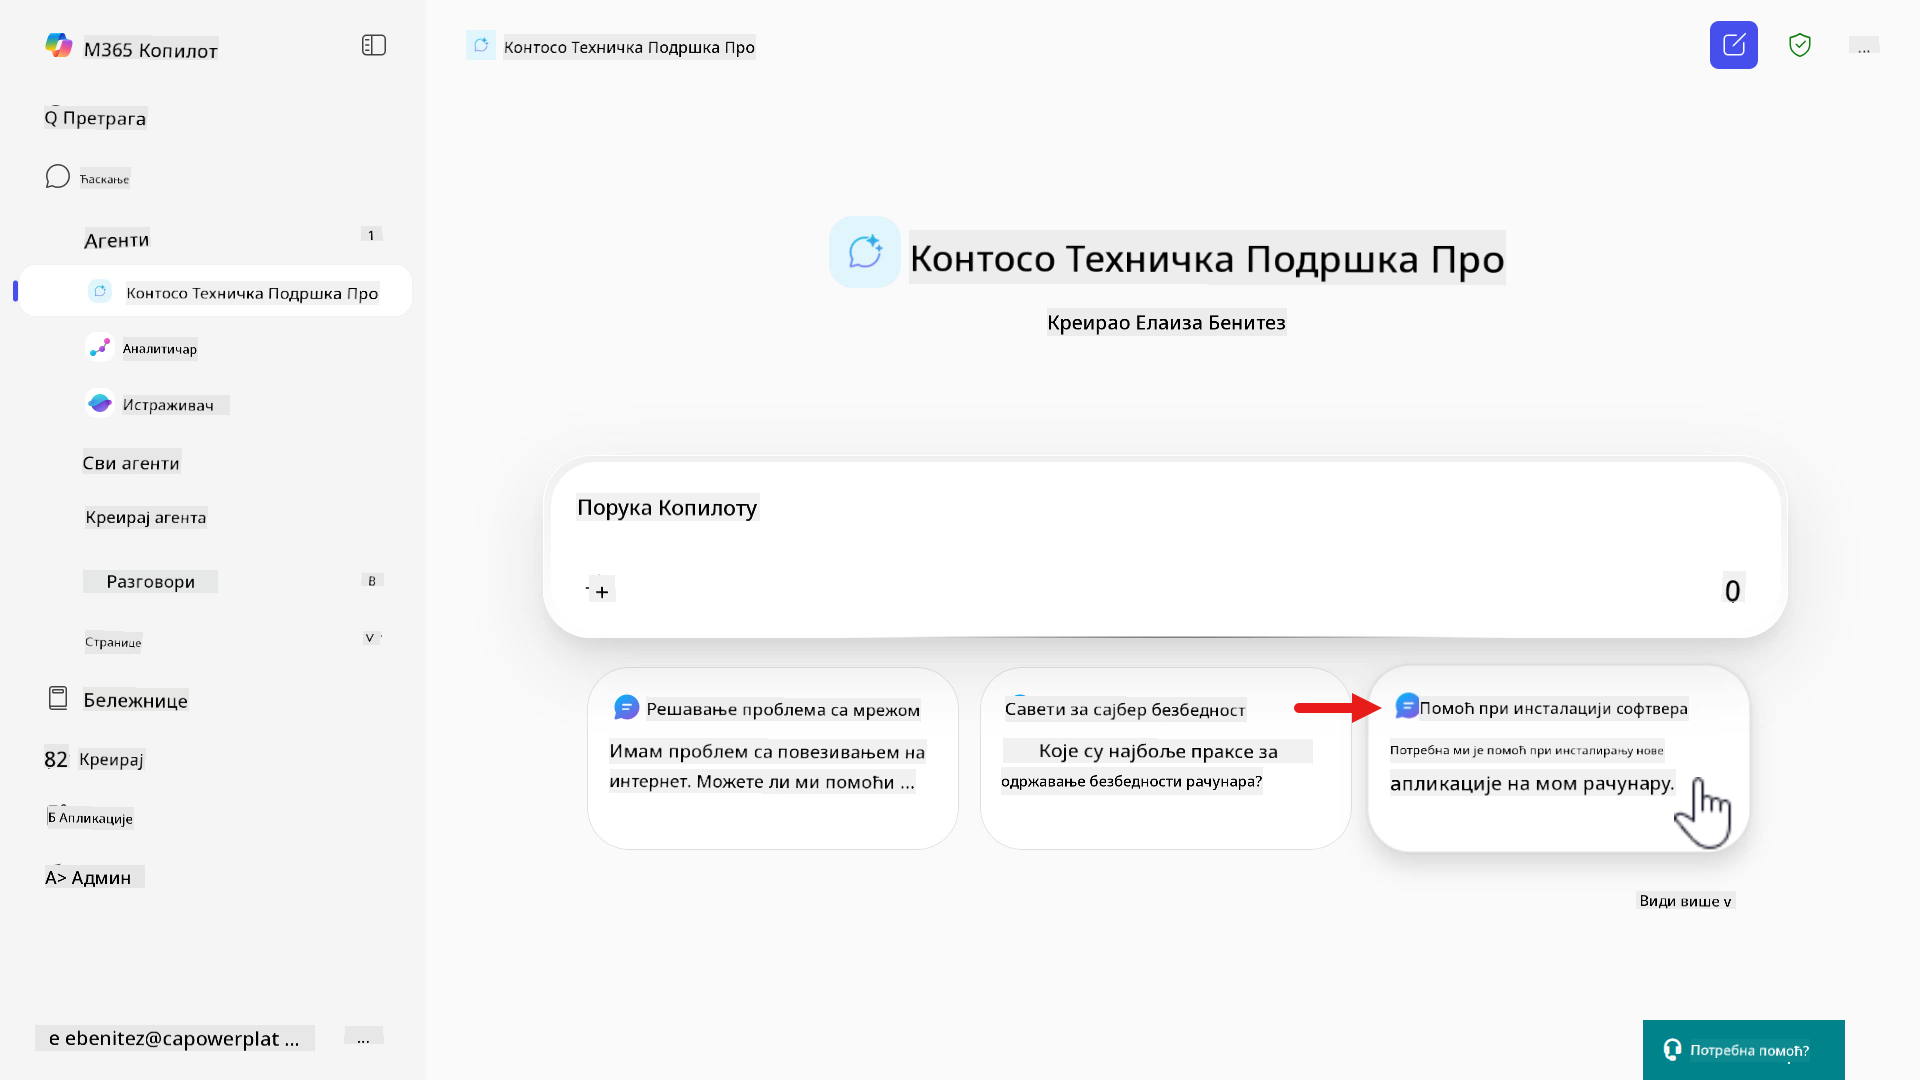 M365 Копилот
Q Претрага
Ћаскање
Агенти
1
Контосо Техничка Подршка Про
Аналитичар
Истраживач
Сви агенти
Креирај агента
Разговори
B
Странице
V
Бележнице
82 Креирај
Б Апликације
A> Админ
e ebenitez@capowerplat ...
...
Контосо Техничка Подршка Про
...
Контосо Техничка Подршка Про
Креирао Елаиза Бенитез
Порука Копилоту
+
0
Решавање проблема са мрежом
Имам проблем са повезивањем на
интернет. Можете ли ми помоћи ...
Савети за сајбер безбедност
Које су најбоље праксе за
одржавање безбедности рачунара?
Помоћ при инсталацији софтвера
Потребна ми је помоћ при инсталирању нове
апликације на мом рачунару.
Види више v
Потребна помоћ?